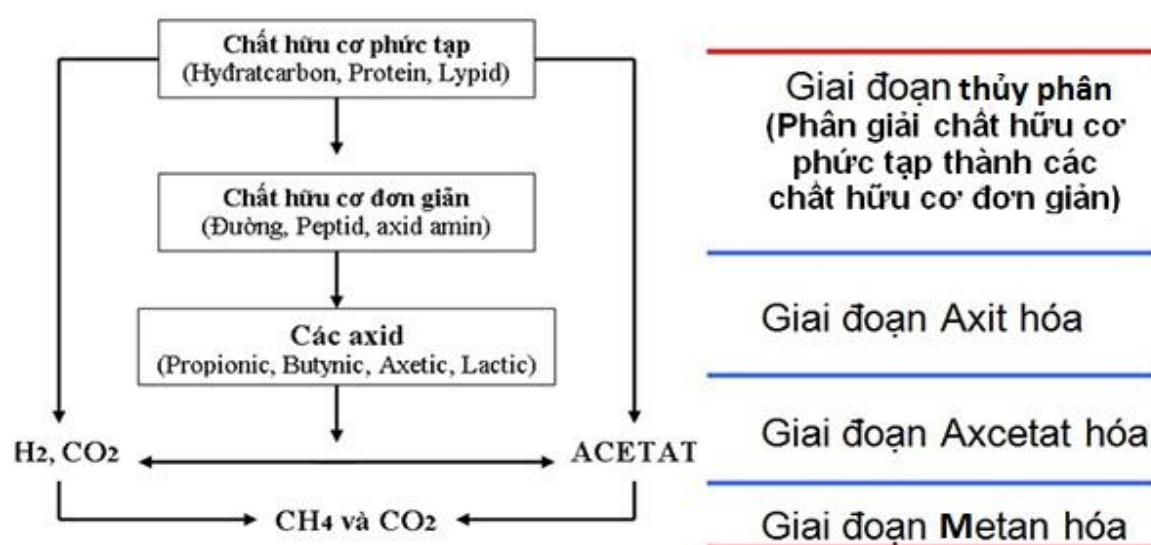 Chất hữu cơ phức tạp
(Hyđratcarbon, Protein, Lypid)
Chất hữu cơ đơn giãn
(Đường, Peptid, axid amin)
Các axid
(Propionic, Butynic, Axetic, Lactic)
H₂, CO₂
ACETAT
CH₄ và CO₂
Giai đoạn thủy phân
(Phân giải chất hữu cơ
phức tạp thành các
chất hữu cơ đơn giản)
Giai đoạn Axit hóa
Giai đoạn Axcetat hóa
Giai đoạn Metan hóa